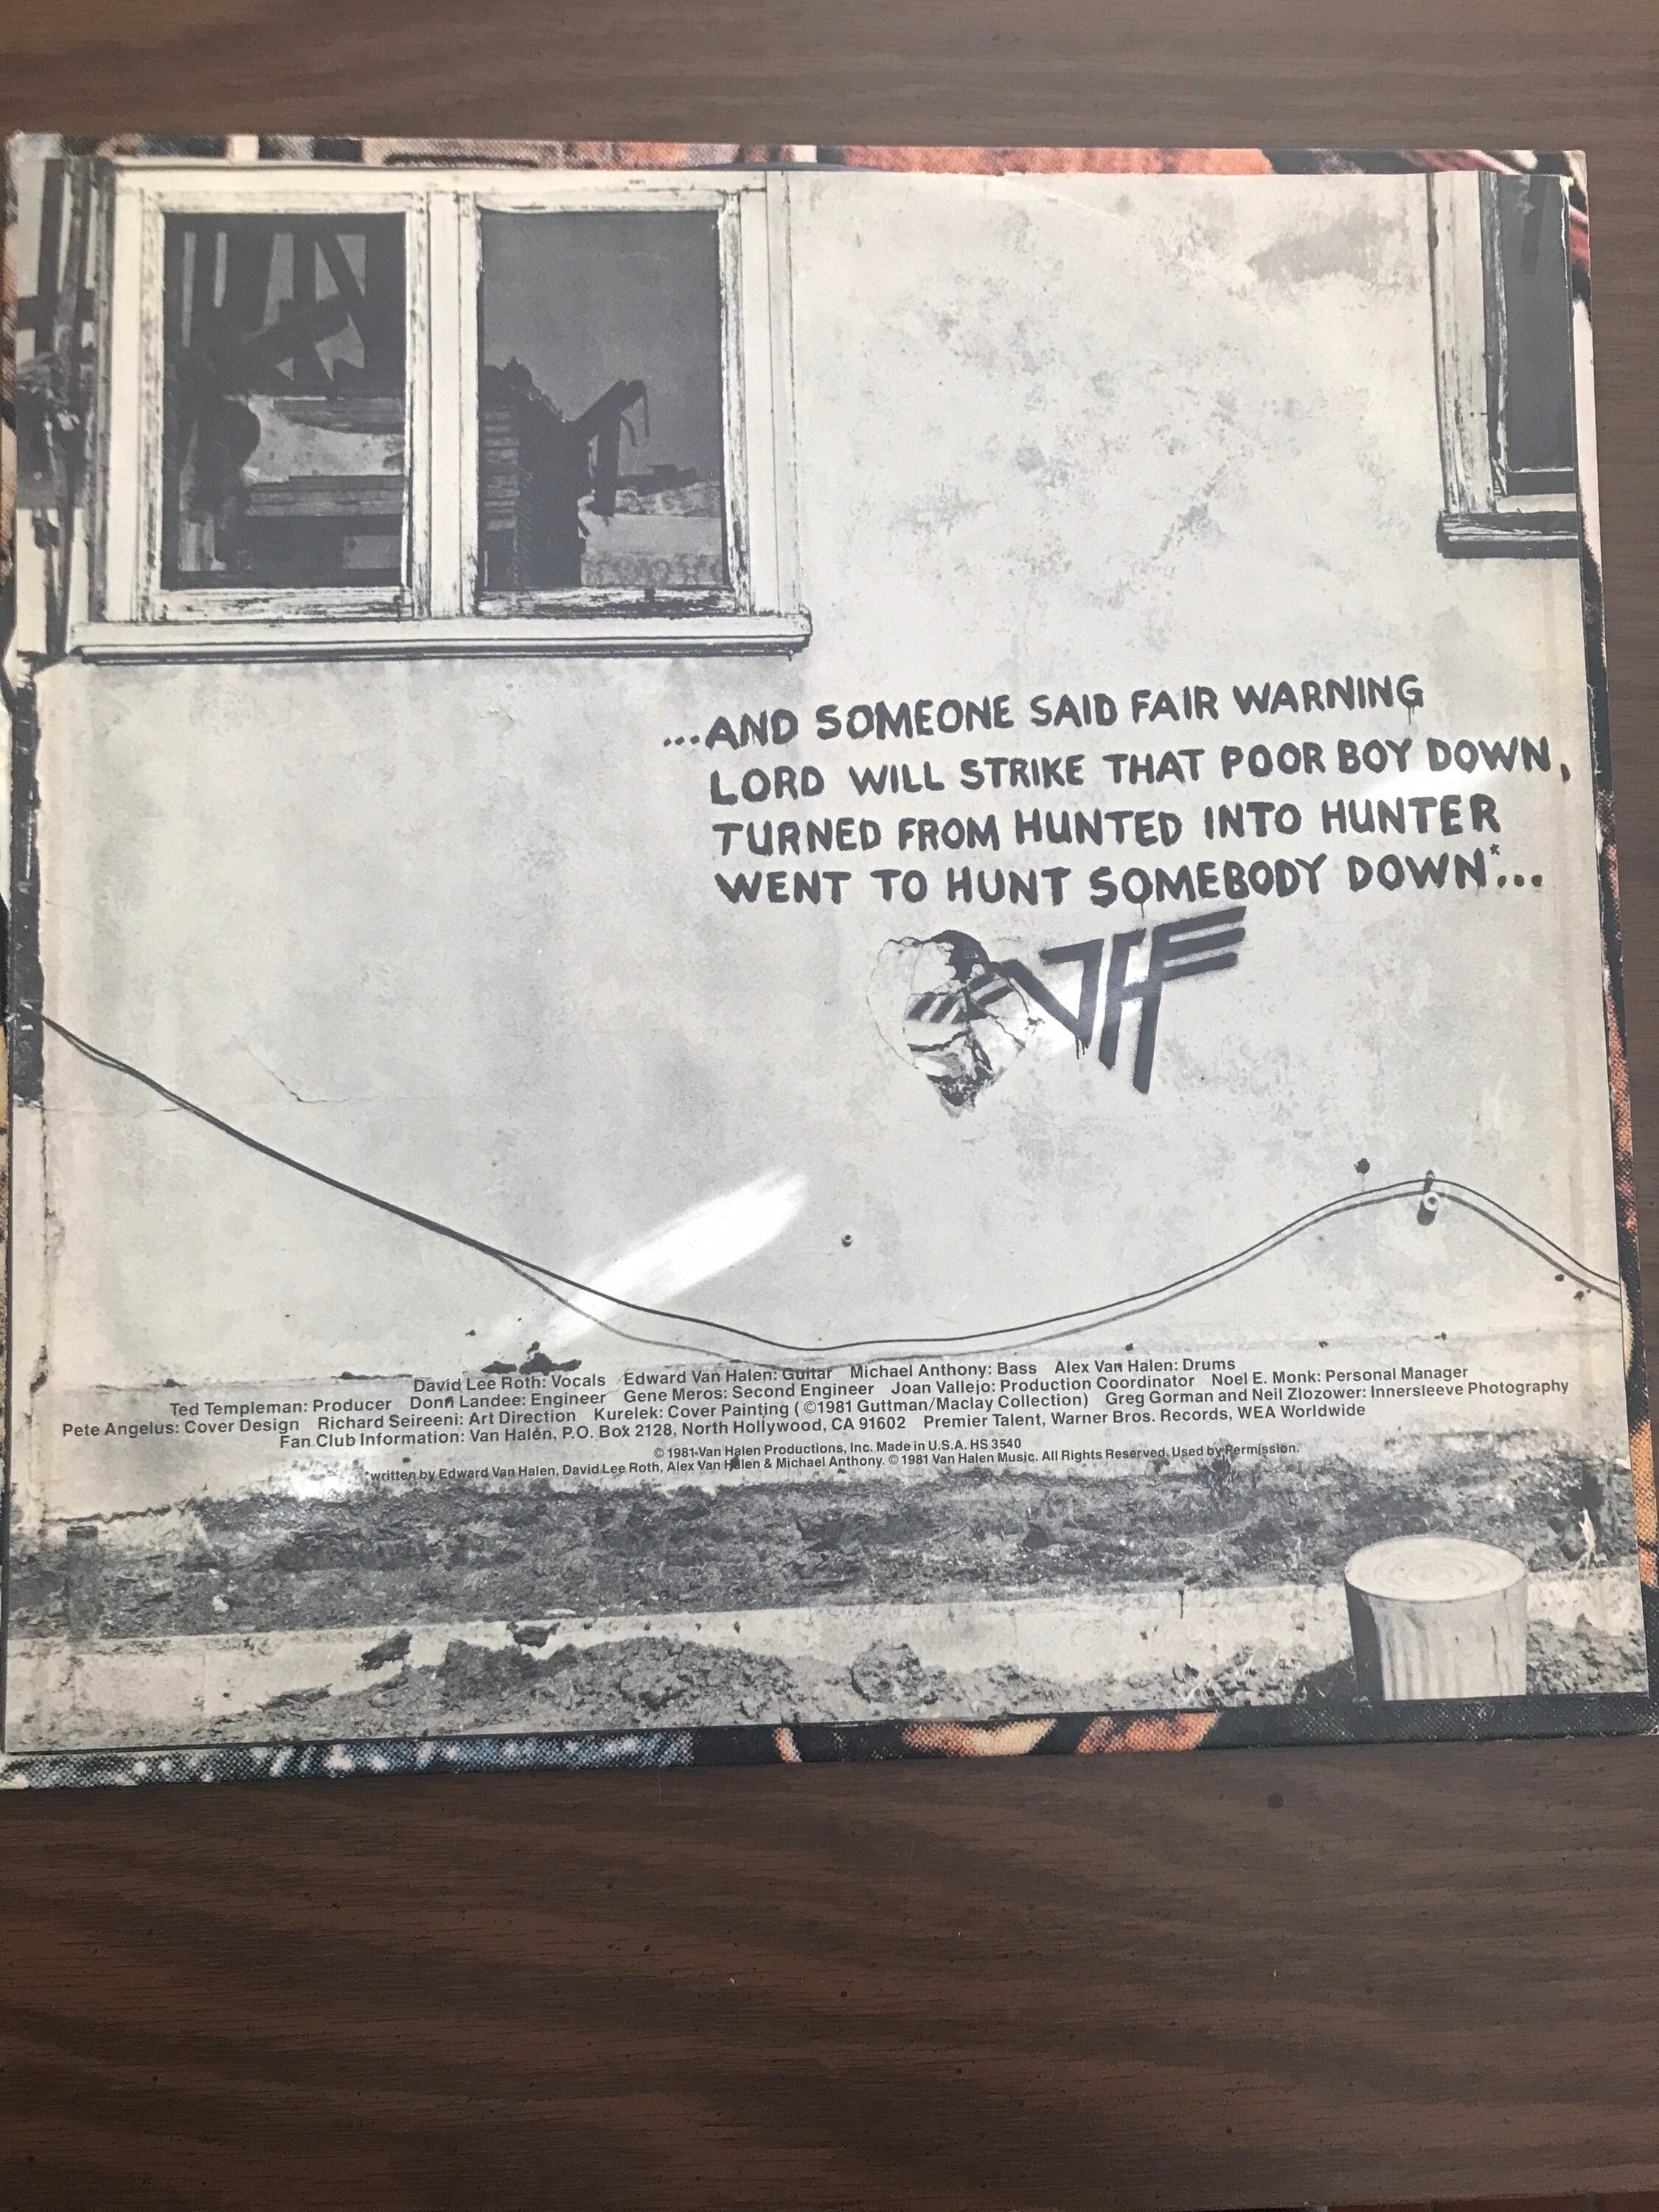 ...AND SOMEONE SAID FAIR WARNING
LORD WILL STRIKE THAT POOR BOY DOWN,
TURNED FROM HUNTED INTO HUNTER
WENT TO HUNT SOMEBODY DOWN*...
VH
David Lee Roth: Vocals Edward Van Halen: Guitar Michael Anthony: Bass Alex Van Halen: Drums
Ted Templeman: Producer Donn Landee: Engineer Gene Meros: Second Engineer Joan Vallejo: Production Coordinator Noel E. Monk: Personal Manager
Pete Angelus: Cover Design Richard Seireeni: Art Direction Kurelek: Cover Painting ( ©1981 Guttman/Maclay Collection) Greg Gorman and Neil Zlozower: Innersleeve Photography
Fan Club Information: Van Halen, P.O. Box 2128, North Hollywood, CA 91602 Premier Talent, Warner Bros. Records, WEA Worldwide
© 1981 Van Halen Productions, Inc. Made in U.S.A. HS 3540
*written by Edward Van Halen, David Lee Roth, Alex Van Halen & Michael Anthony. © 1981 Van Halen Music. All Rights Reserved. Used by Permission.